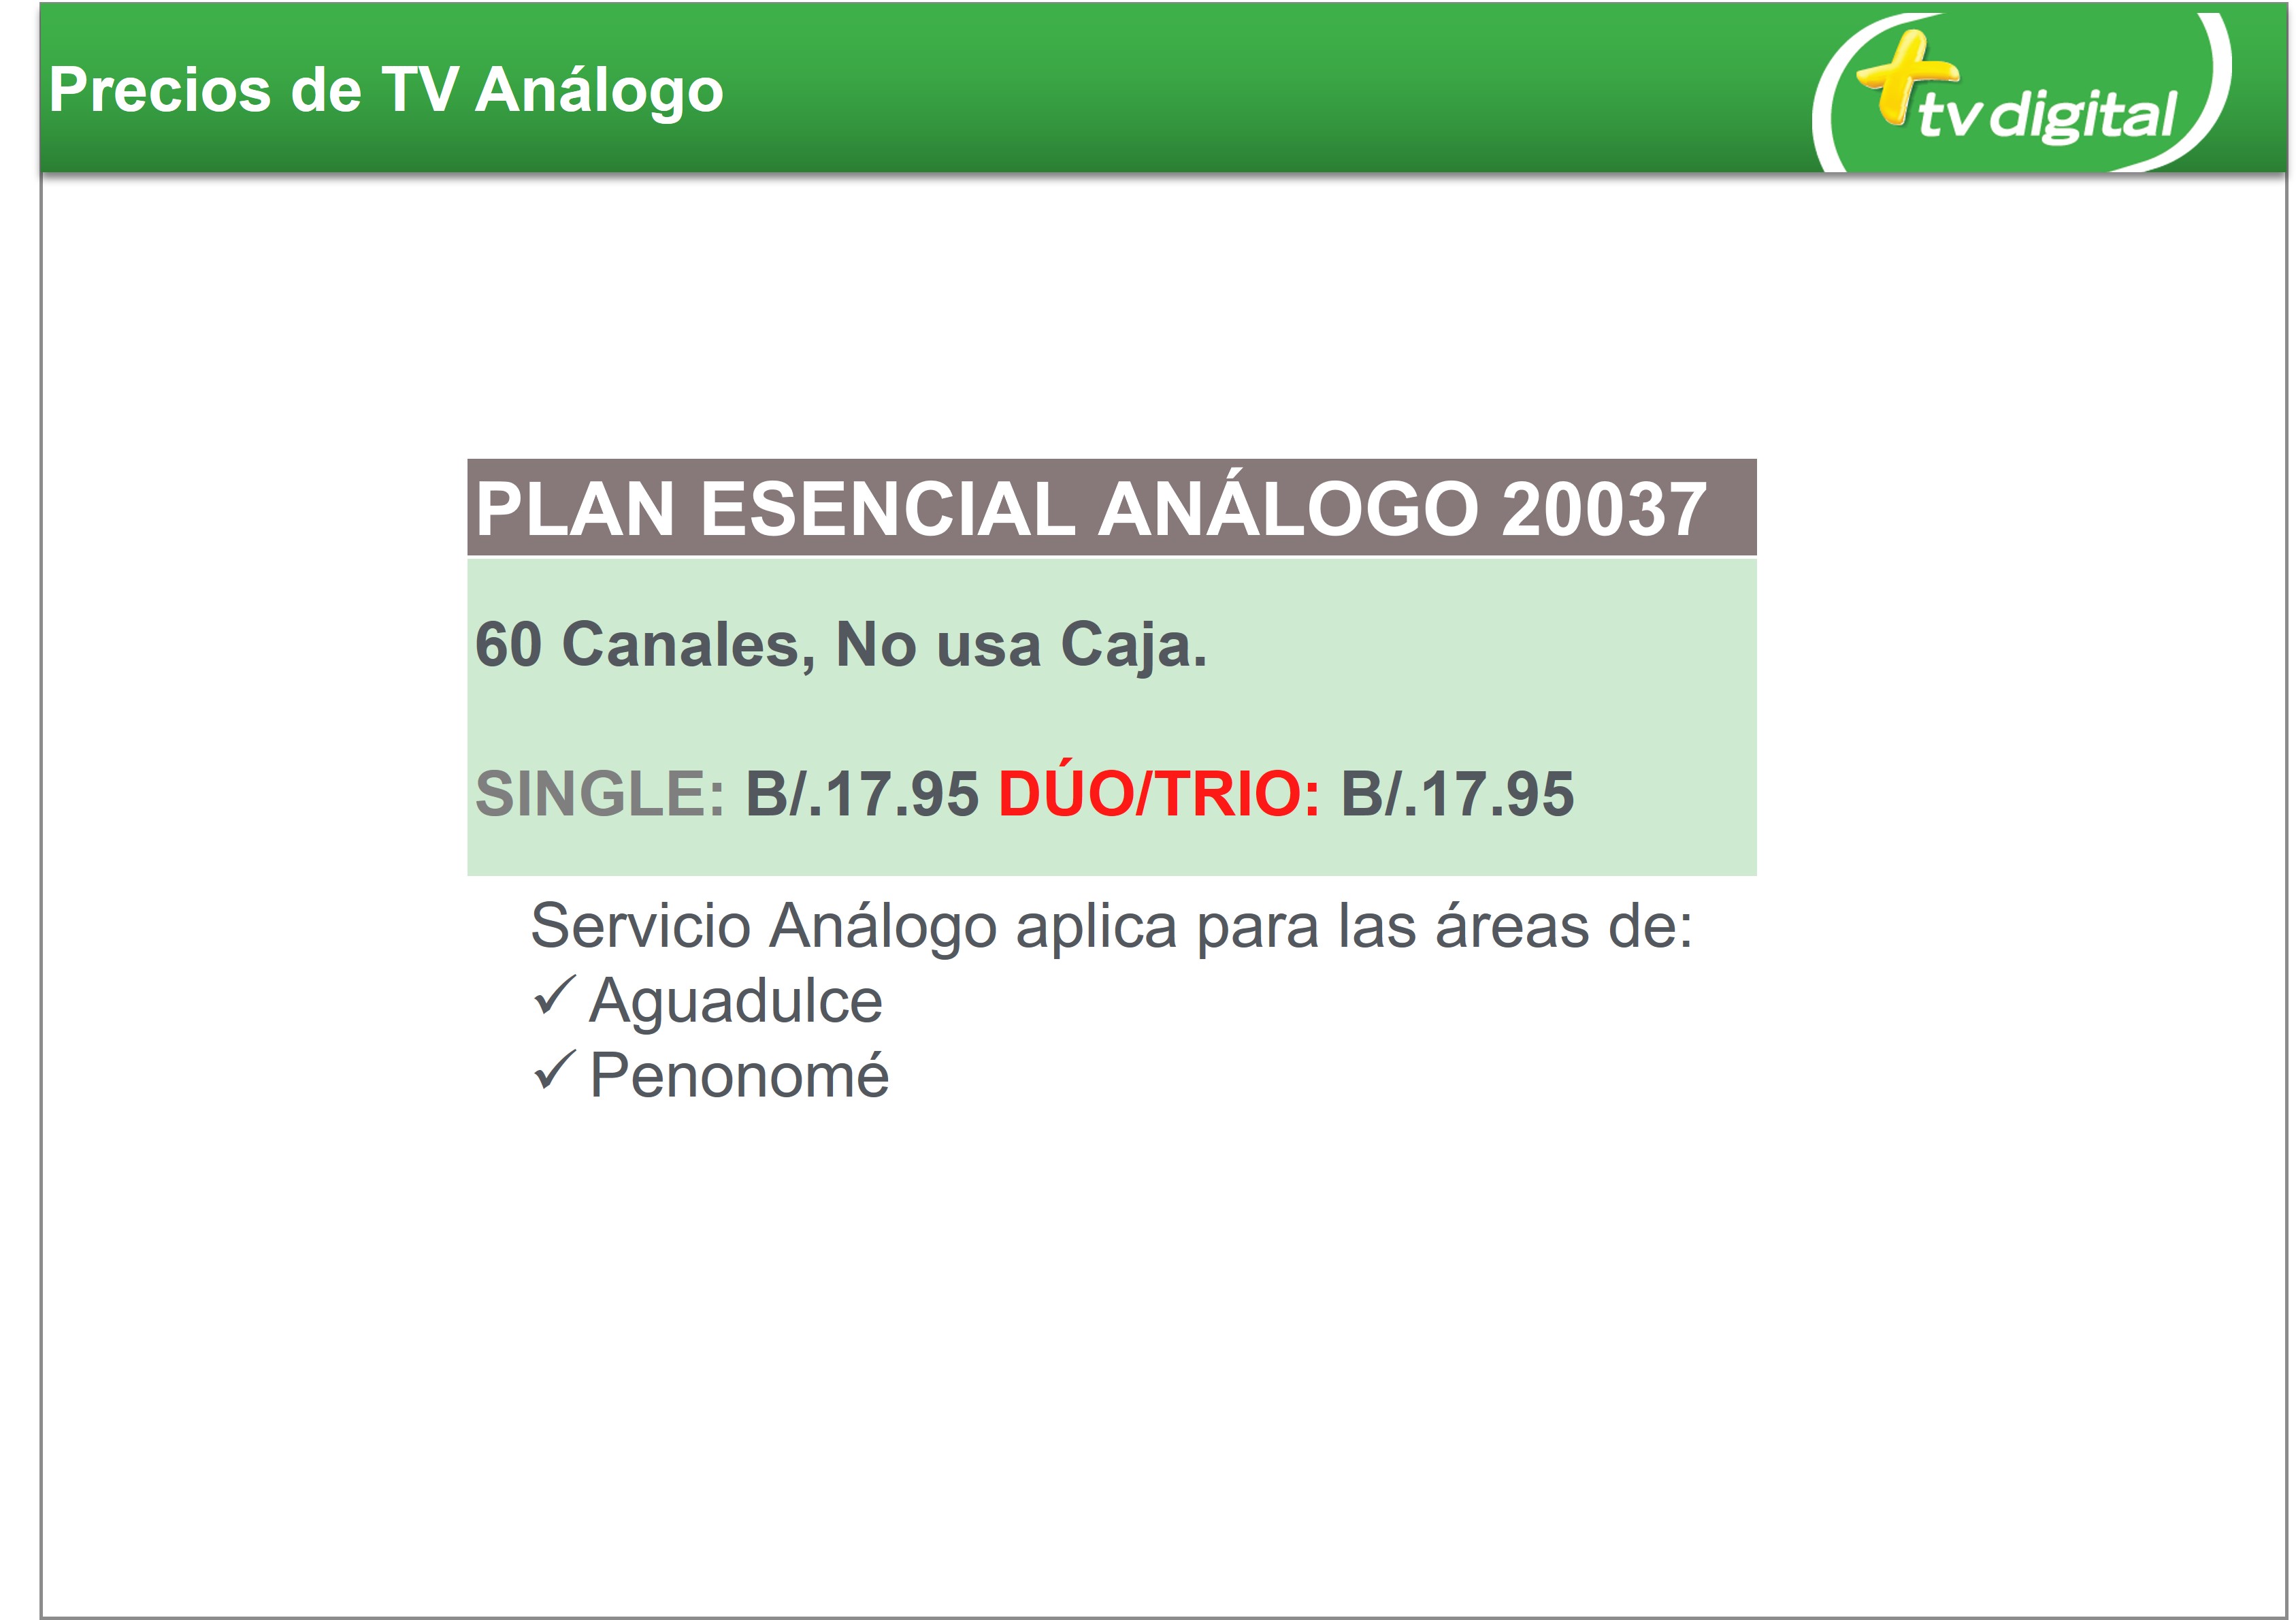 Precios de TV Análogo
tv digital
PLAN ESENCIAL ANÁLOGO 20037
60 Canales, No usa Caja.
SINGLE: B/.17.95 DÚO/TRIO: B/.17.95
Servicio Análogo aplica para las áreas de:
✓ Aguadulce
✓ Penonomé